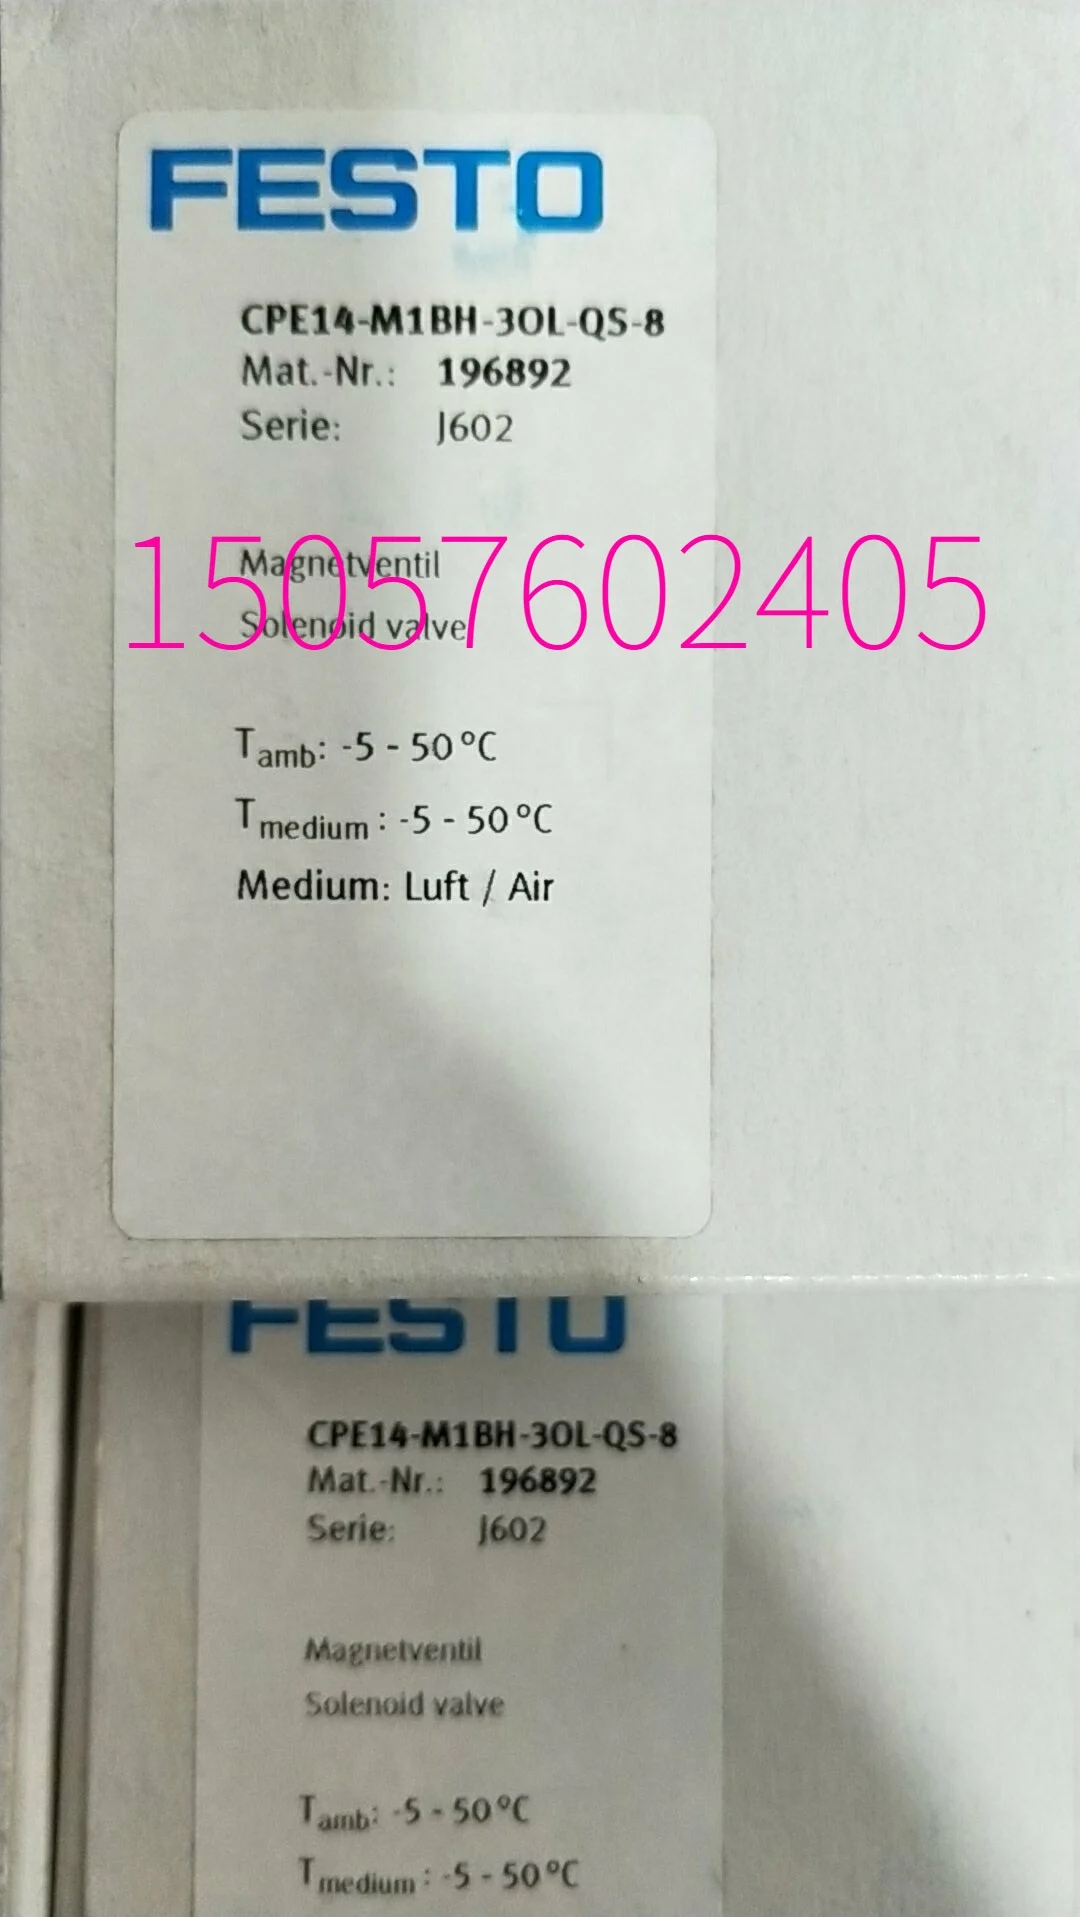 FESTO
CPE14-M1BH-3OL-QS-8
Mat.-Nr.: 196892
Serie: J602
Magnetventil
15057602405
Solenoid valve
Tamb: -5 - 50°C
Tmedium : -5 - 50°C
Medium: Luft / Air
FESTO
CPE14-M1BH-3OL-QS-8
Mat.-Nr.: 196892
Serie: J602
Magnetventil
Solenoid valve
Tamb: -5 - 50°C
Tmedium : -5 - 50°C